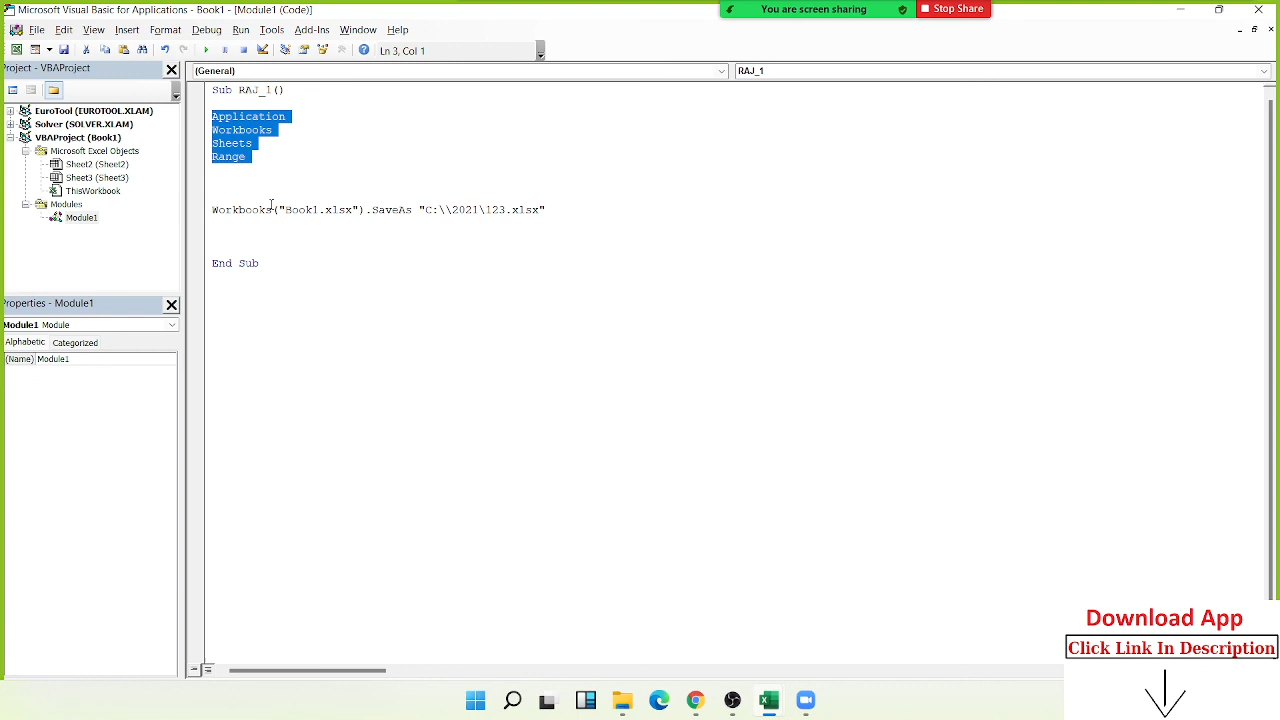 Microsoft Visual Basic for Applications - Book1 - [Module1 (Code)]
You are screen sharing
Stop Share
File Edit View Insert Format Debug Run Tools Add-Ins Window Help
Ln 3, Col 1
Project - VBAProject
(General)
RAJ_1
EuroTool (EUROTOOL.XLAM)
Solver (SOLVER.XLAM)
VBAProject (Book1)
Microsoft Excel Objects
Sheet2 (Sheet2)
Sheet3 (Sheet3)
ThisWorkbook
Modules
Module1
Properties - Module1
Module1 Module
Alphabetic Categorized
(Name) Module1
Sub RAJ_1()
Application
Workbooks
Sheets
Range
Workbooks("Book1.xlsx").SaveAs "C:\\2021\123.xlsx"
End Sub
Download App
Click Link In Description